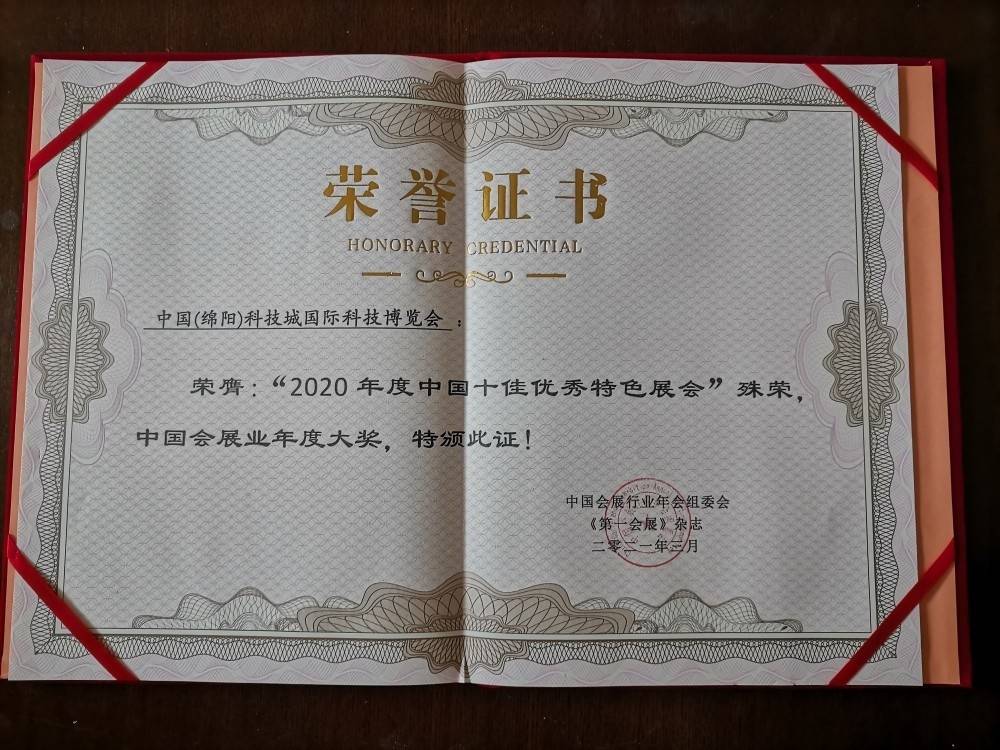 荣誉证书
HONORARY CREDENTIAL
中国(绵阳)科技城国际科技博览会：
荣膺：“2020年度中国十佳优秀特色展会”殊荣，
中国会展业年度大奖，特颁此证！
中国会展行业年会组委会
《第一会展》杂志
二零二一年三月